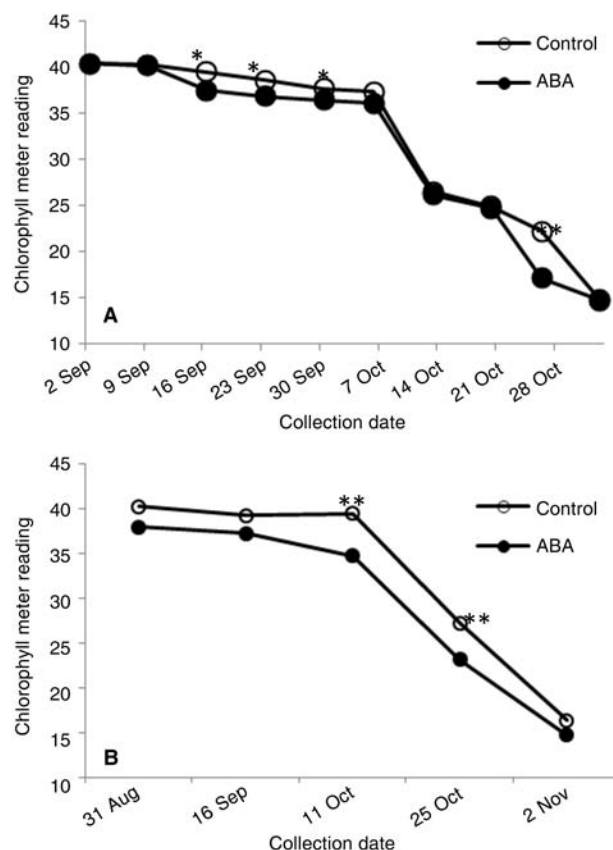 45
40
35
30
25
20
15
10
Chlorophyll meter reading
* * * **
Control
ABA
A
2 Sep 9 Sep 16 Sep 23 Sep 30 Sep 7 Oct 14 Oct 21 Oct 28 Oct
Collection date
45
40
35
30
25
20
15
10
Chlorophyll meter reading
** **
Control
ABA
B
31 Aug 16 Sep 11 Oct 25 Oct 2 Nov
Collection date